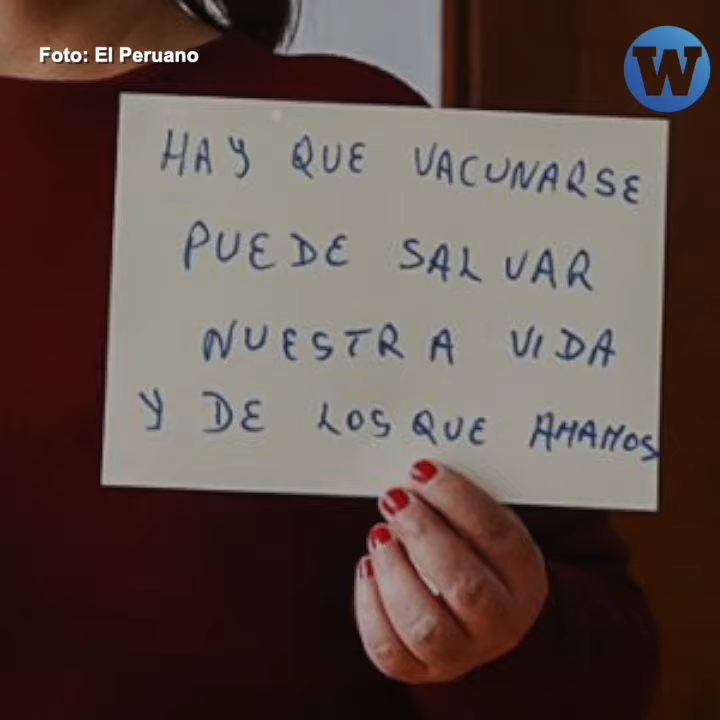 Foto: El Peruano
W
HAY QUE VACUNARSE
PUEDE SALVAR
NUESTRA VIDA
Y DE LOS QUE AMAMOS